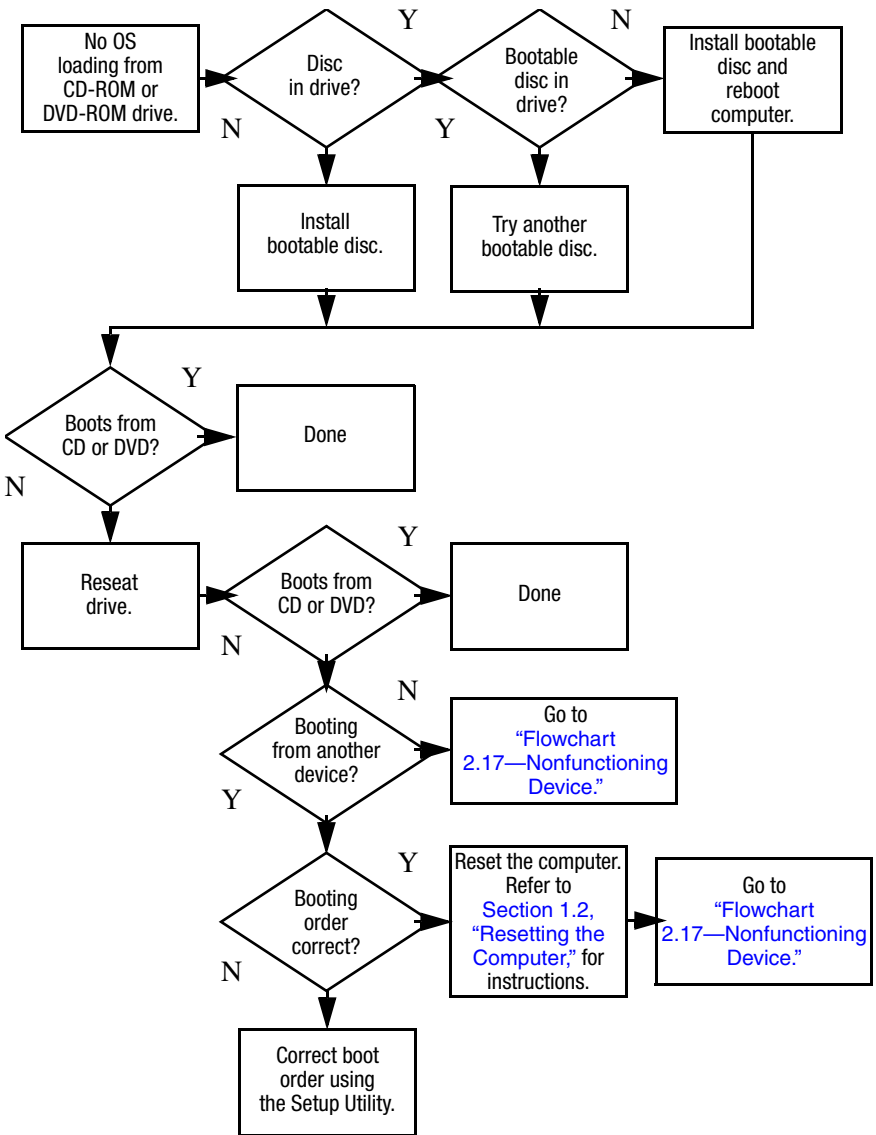 No OS
loading from
CD-ROM or
DVD-ROM drive.
Y
Disc
in drive?
N
N
Bootable
disc in
drive?
Y
Install bootable
disc and
reboot
computer.
Install
bootable disc.
Try another
bootable disc.
Y
Boots from
CD or DVD?
N
Done
Reseat
drive.
Y
Boots from
CD or DVD?
N
Done
N
Booting
from another
device?
Y
Go to
“Flowchart
2.17—Nonfunctioning
Device.”
Y
Booting
order
correct?
N
Reset the computer.
Refer to
Section 1.2,
“Resetting the
Computer,” for
instructions.
Go to
“Flowchart
2.17—Nonfunctioning
Device.”
Correct boot
order using
the Setup Utility.